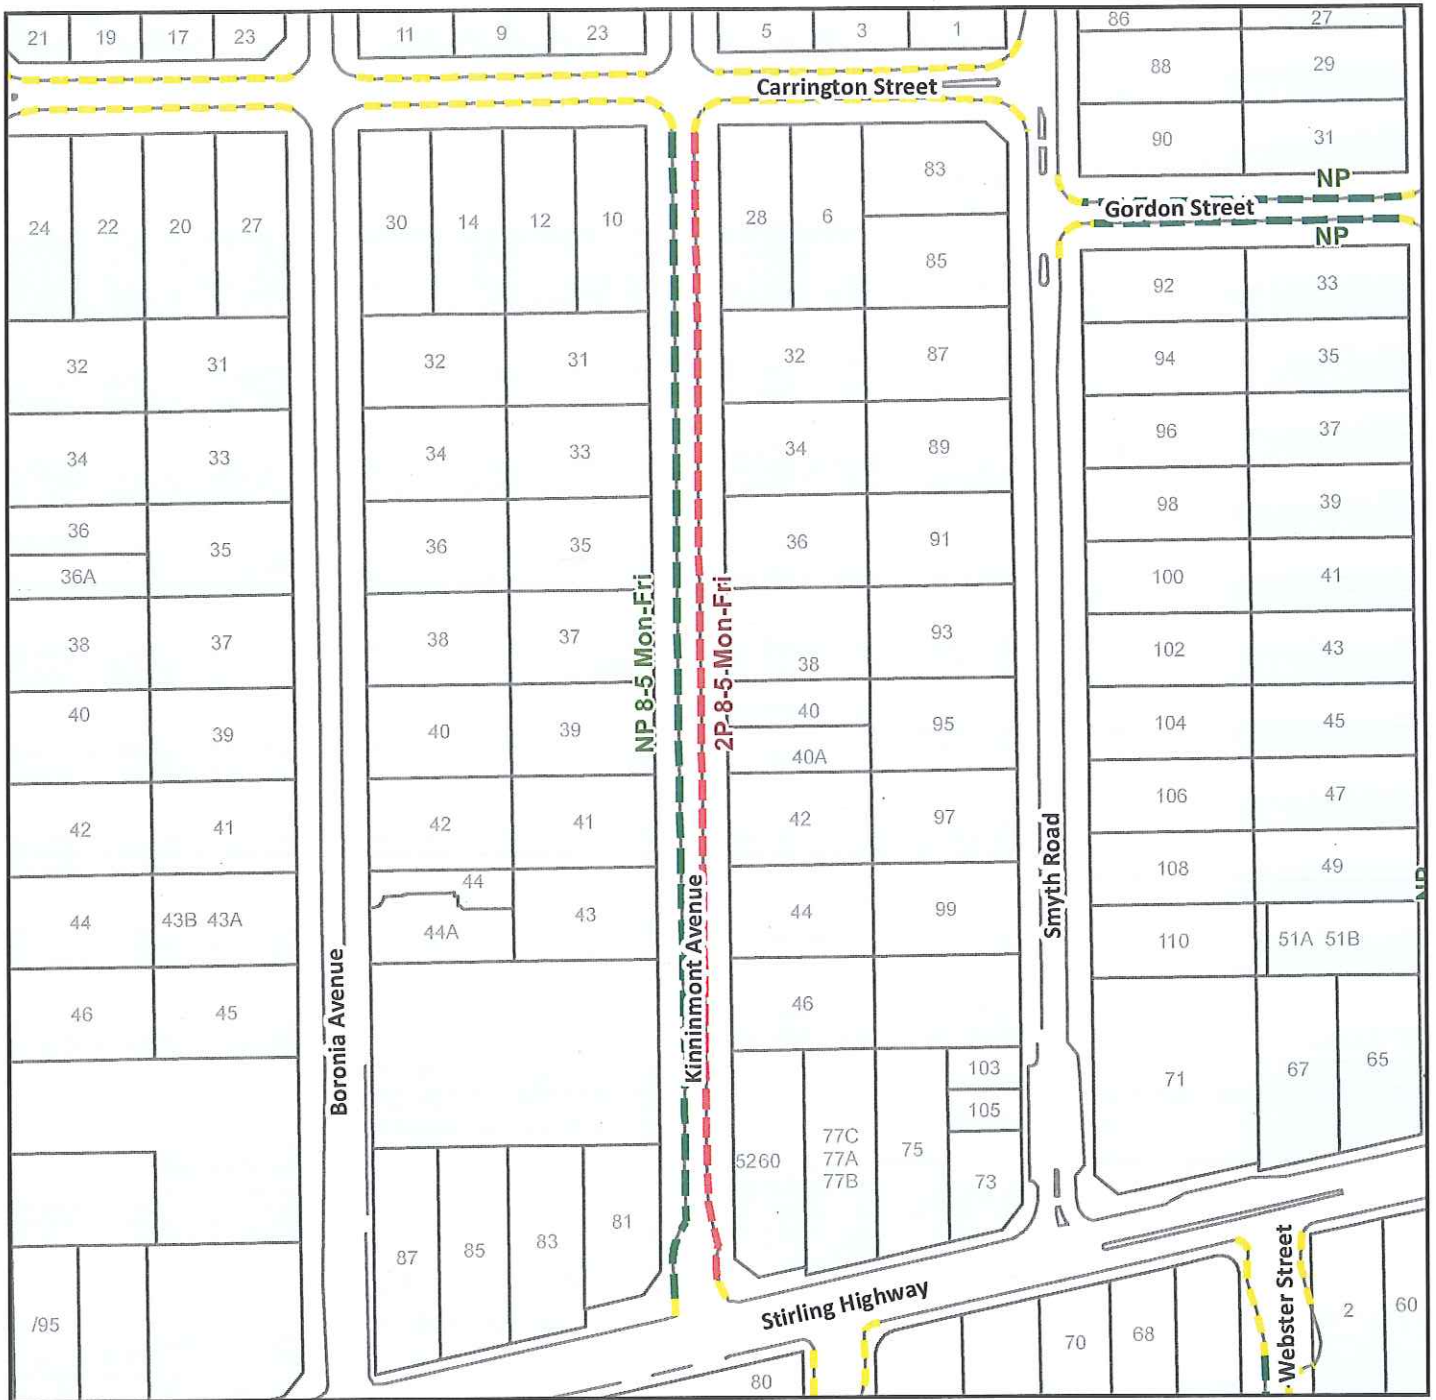 21 19 17 23 11 9 23 5 3 1 86 27
Carrington Street 88 29
90 31
NP
Gordon Street
NP
24 22 20 27 30 14 12 10 28 6 83
85 92 33
32 31 32 31 32 87 94 35
34 33 34 33 34 89 96 37
36 35 36 35 36 91 98 39
36A 100 41
NP 8-5 Mon-Fri
2P 8-5-Mon-Fri
38 37 38 37 38 93 102 43
40 39 40 39 40 95 104 45
40A
42 41 42 41 42 97 106 47
44 108 49
NP
44 43B 43A 44A 43 44 99 110 51A 51B
Smyth Road
Kinninmont Avenue
Boronia Avenue
46 45 46
103 71 67 65
105
5260 77C 75 73
77A
77B
87 85 83 81
Stirling Highway
Webster Street
/95 80 70 68 2 60